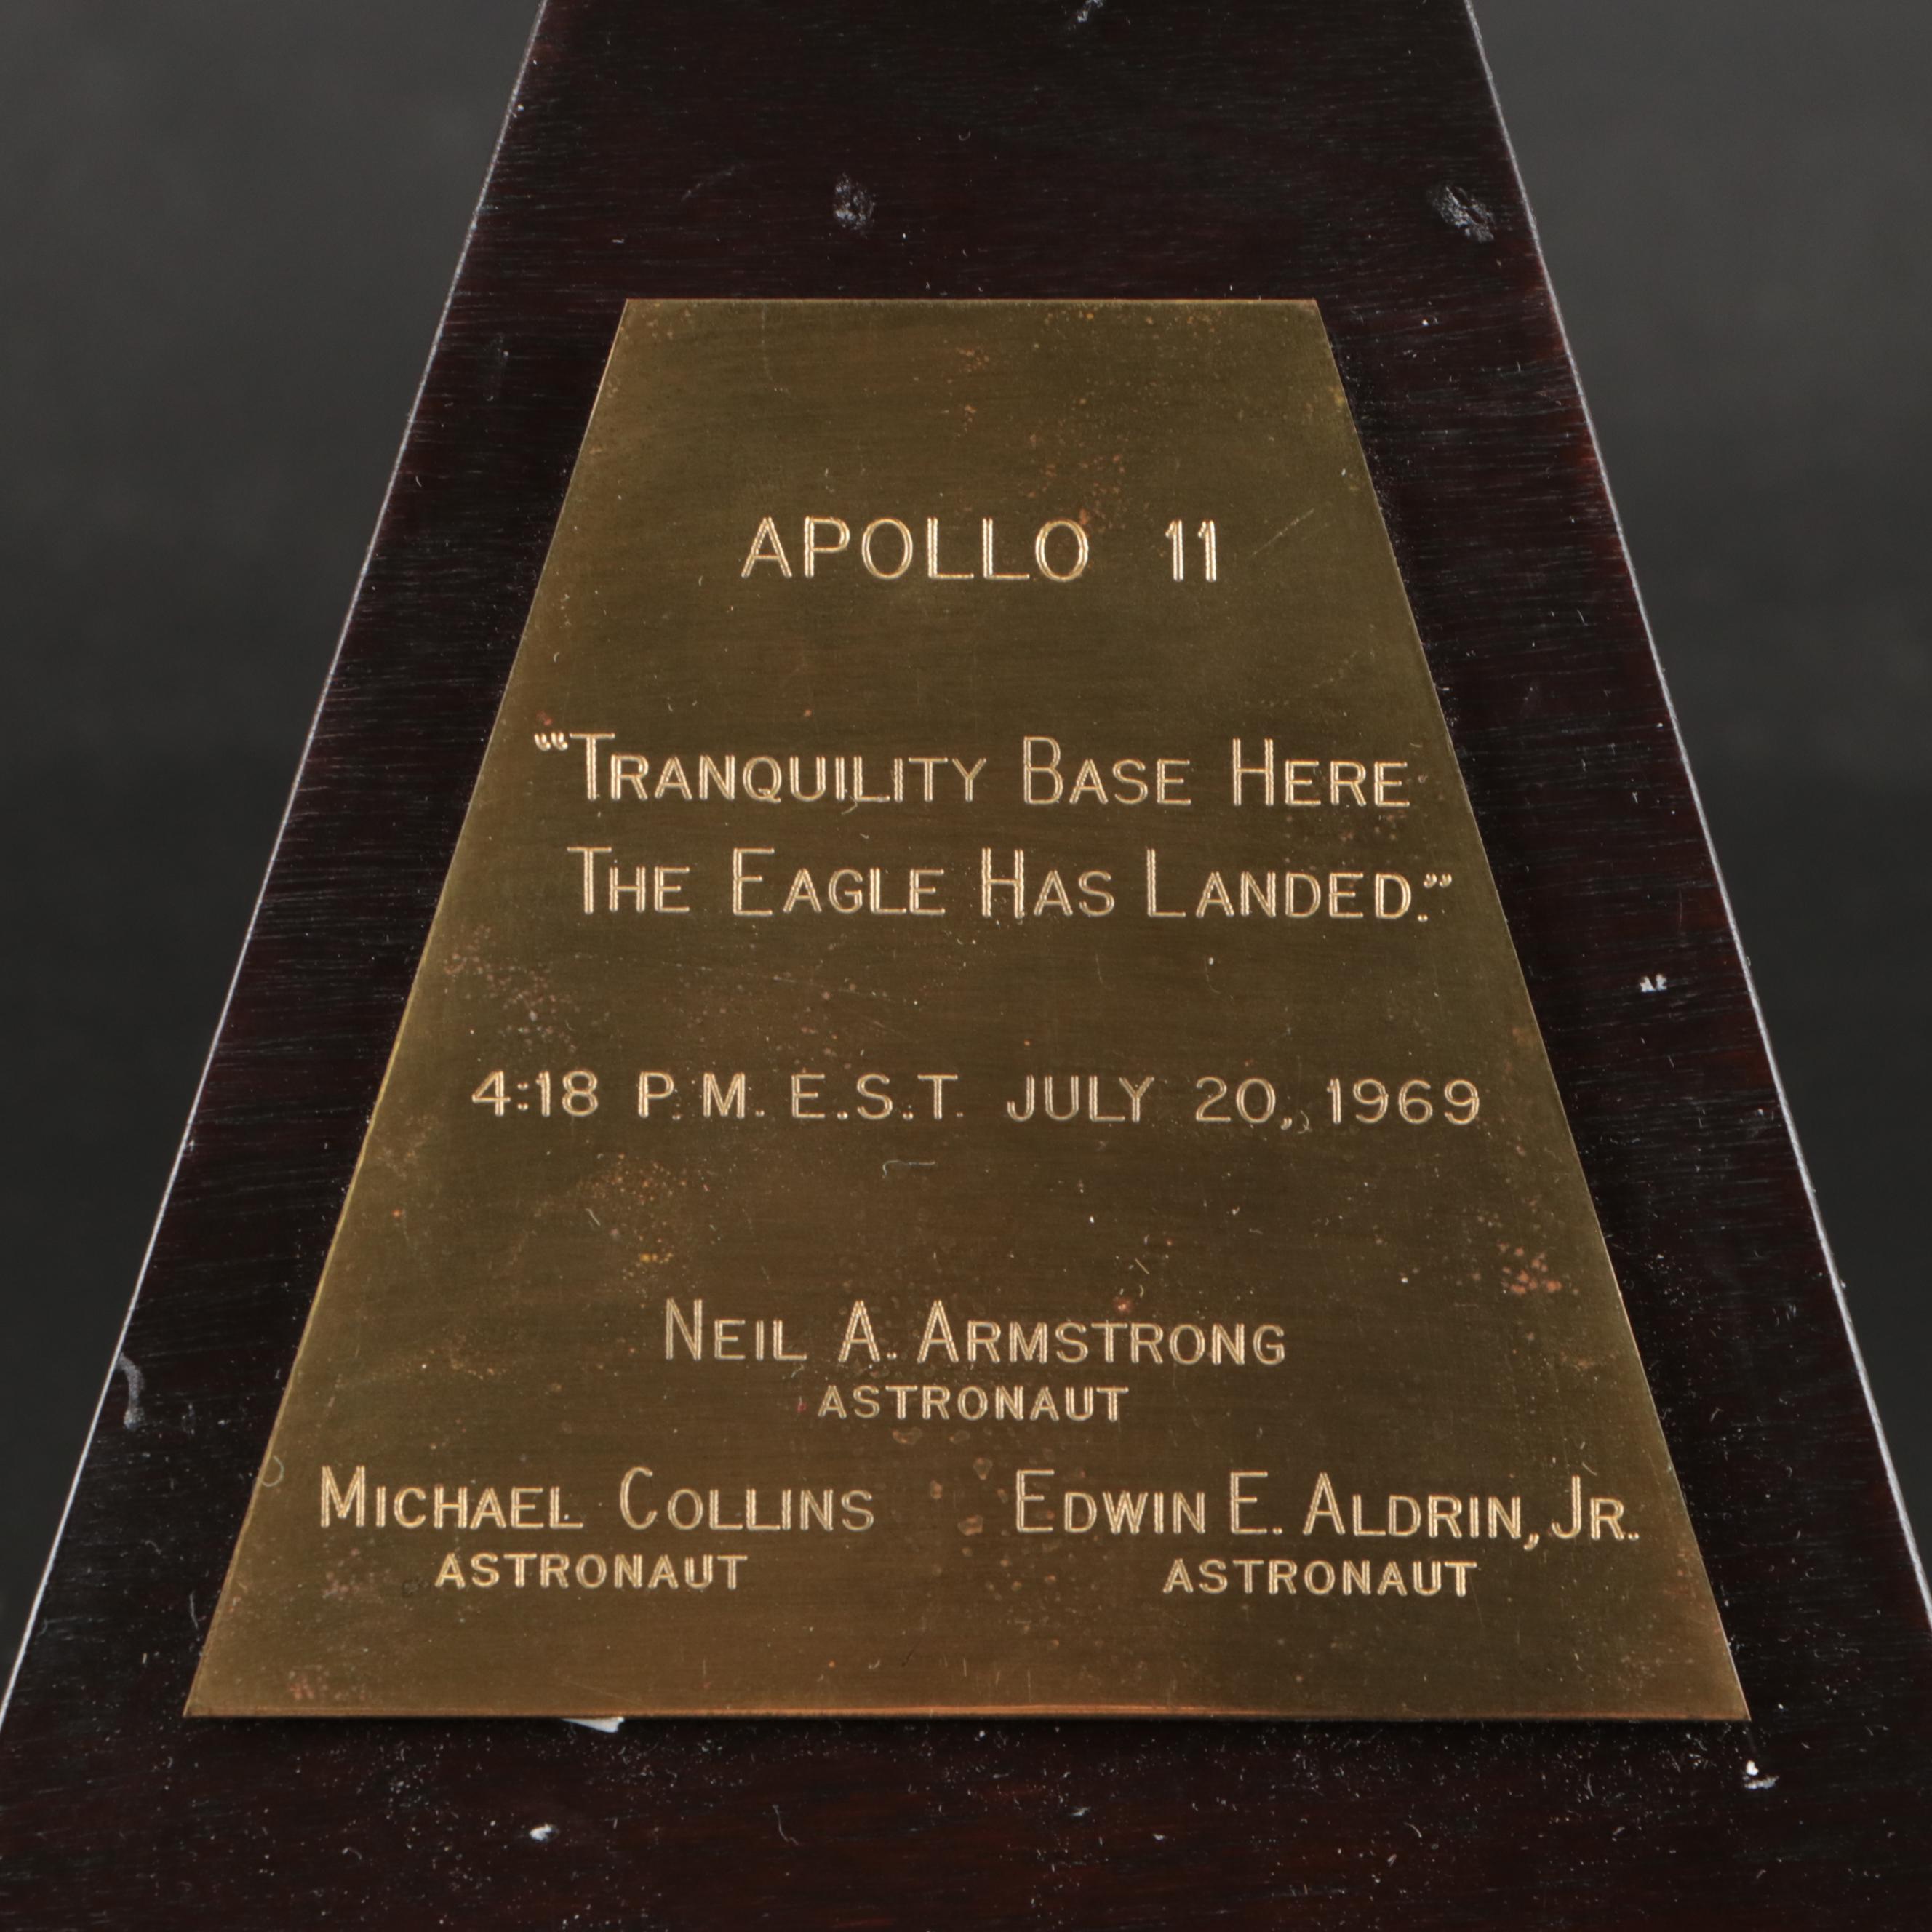 APOLLO 11
“TRANQUILITY BASE HERE
THE EAGLE HAS LANDED.”
4:18 P.M. E.S.T. JULY 20, 1969
NEIL A. ARMSTRONG
ASTRONAUT
MICHAEL COLLINS EDWIN E. ALDRIN, JR.
ASTRONAUT ASTRONAUT